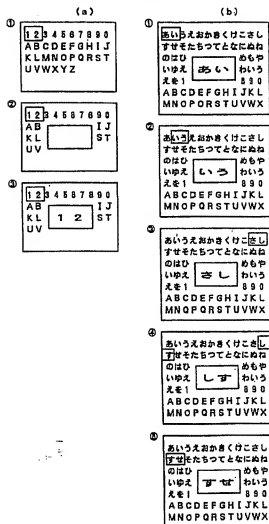 (a)
①
1234567890
ABCDEFGHIJ
KLMNOPQRST
UVWXYZ
②
1234567890
AB IJ
KL ST
UV
③
1234567890
AB IJ
KL 12 ST
UV
(b)
①
あいうえおかきくけこさし
すせそたちつてとなにぬね
のはひ めもや
いゆえ あい わいう
えを1 890
ABCDEFGHIJKL
MNOPQRSTUVWX
②
あいうえおかきくけこさし
すせそたちつてとなにぬね
のはひ めもや
いゆえ いう わいう
えを1 890
ABCDEFGHIJKL
MNOPQRSTUVWX
③
あいうえおかきくけこさし
すせそたちつてとなにぬね
のはひ めもや
いゆえ さし わいう
えを1 890
ABCDEFGHIJKL
MNOPQRSTUVWX
④
あいうえおかきくけこさし
すせそたちつてとなにぬね
のはひ めもや
いゆえ しす わいう
えを1 890
ABCDEFGHIJKL
MNOPQRSTUVWX
⑤
あいうえおかきくけこさし
すせそたちつてとなにぬね
のはひ めもや
いゆえ すせ わいう
えを1 890
ABCDEFGHIJKL
MNOPQRSTUVWX